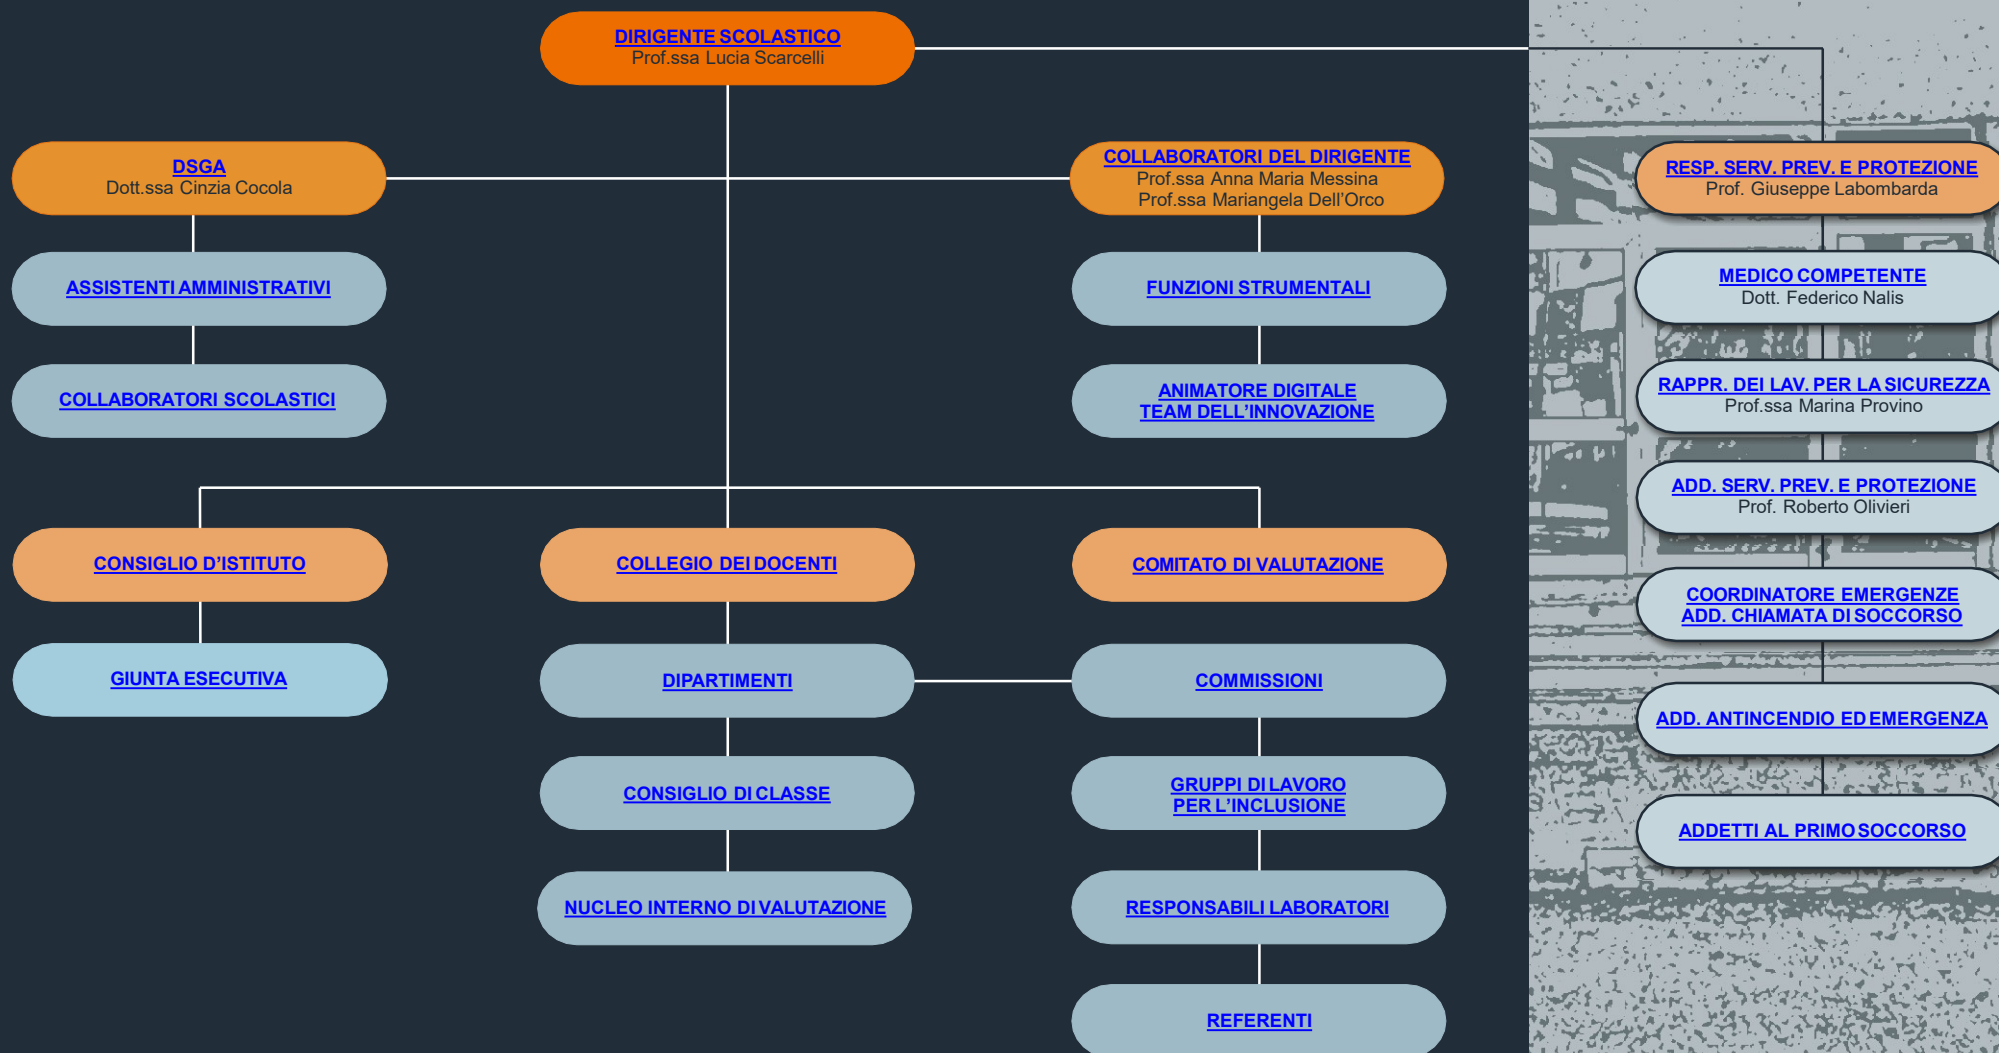 DIRIGENTE SCOLASTICO
Prof.ssa Lucia Scarcelli
DSGA
Dott.ssa Cinzia Cocola
COLLABORATORI DEL DIRIGENTE
Prof.ssa Anna Maria Messina
Prof.ssa Mariangela Dell'Orco
RESP. SERV. PREV. E PROTEZIONE
Prof. Giuseppe Labombarda
ASSISTENTI AMMINISTRATIVI
FUNZIONI STRUMENTALI
MEDICO COMPETENTE
Dott. Federico Nalis
COLLABORATORI SCOLASTICI
ANIMATORE DIGITALE
TEAM DELL'INNOVAZIONE
RAPPR. DEI LAV. PER LA SICUREZZA
Prof.ssa Marina Provino
ADD. SERV. PREV. E PROTEZIONE
Prof. Roberto Olivieri
CONSIGLIO D'ISTITUTO
COLLEGIO DEI DOCENTI
COMITATO DI VALUTAZIONE
COORDINATORE EMERGENZE
ADD. CHIAMATA DI SOCCORSO
GIUNTA ESECUTIVA
DIPARTIMENTI
COMMISSIONI
ADD. ANTINCENDIO ED EMERGENZA
CONSIGLIO DI CLASSE
GRUPPI DI LAVORO
PER L'INCLUSIONE
ADDETTI AL PRIMO SOCCORSO
NUCLEO INTERNO DI VALUTAZIONE
RESPONSABILI LABORATORI
REFERENTI